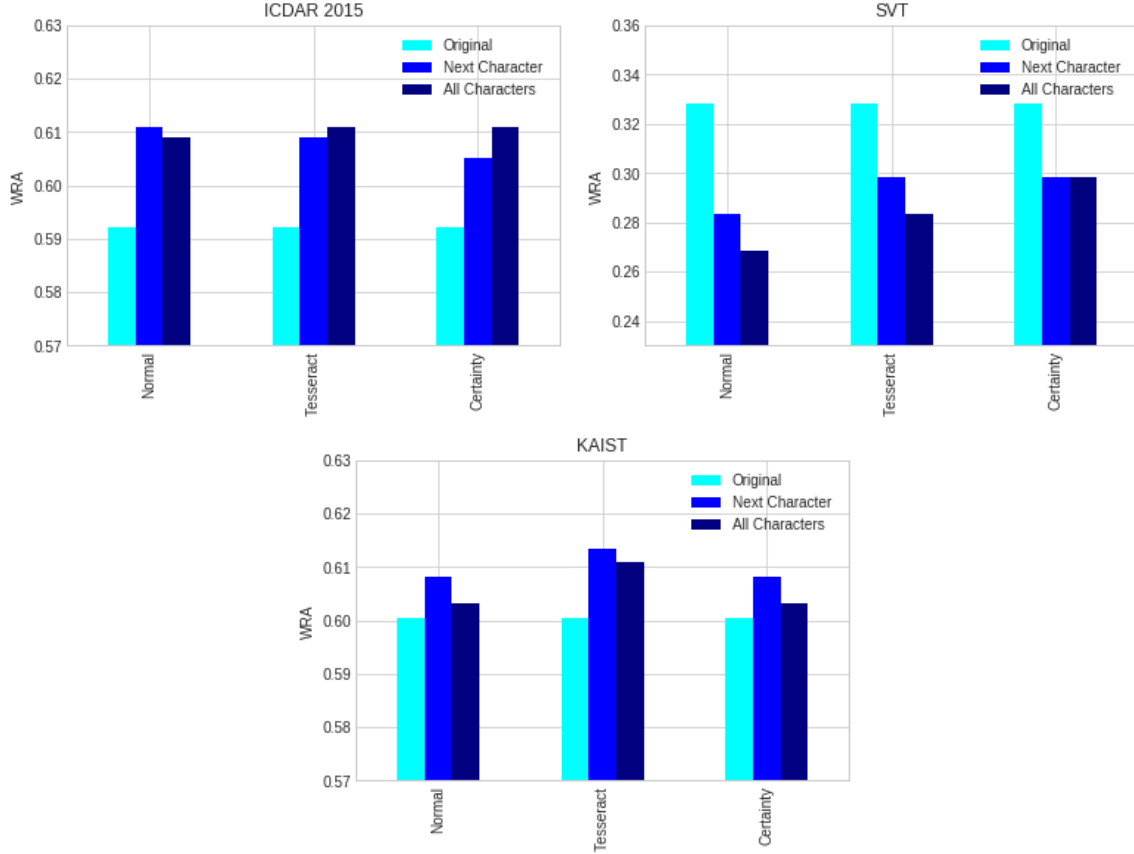 ICDAR 2015
0.63
0.62
0.61
0.60
0.59
0.58
0.57
WRA
Original
Next Character
All Characters
Normal
Tesseract
Certainty
SVT
0.36
0.34
0.32
0.30
0.28
0.26
0.24
WRA
Original
Next Character
All Characters
Normal
Tesseract
Certainty
KAIST
0.63
0.62
0.61
0.60
0.59
0.58
0.57
WRA
Original
Next Character
All Characters
Normal
Tesseract
Certainty